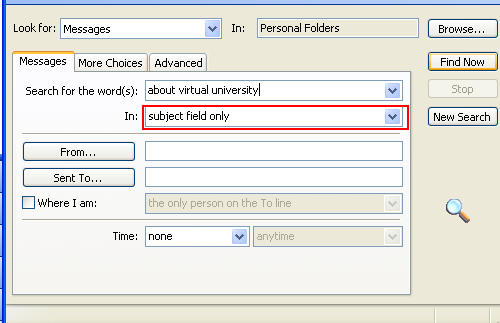 Look for: Messages In: Personal Folders Browse...
Messages More Choices Advanced Find Now
Search for the word(s): about virtual university Stop
In: subject field only New Search
From...
Sent To...
Where I am: the only person on the To line
Time: none anytime